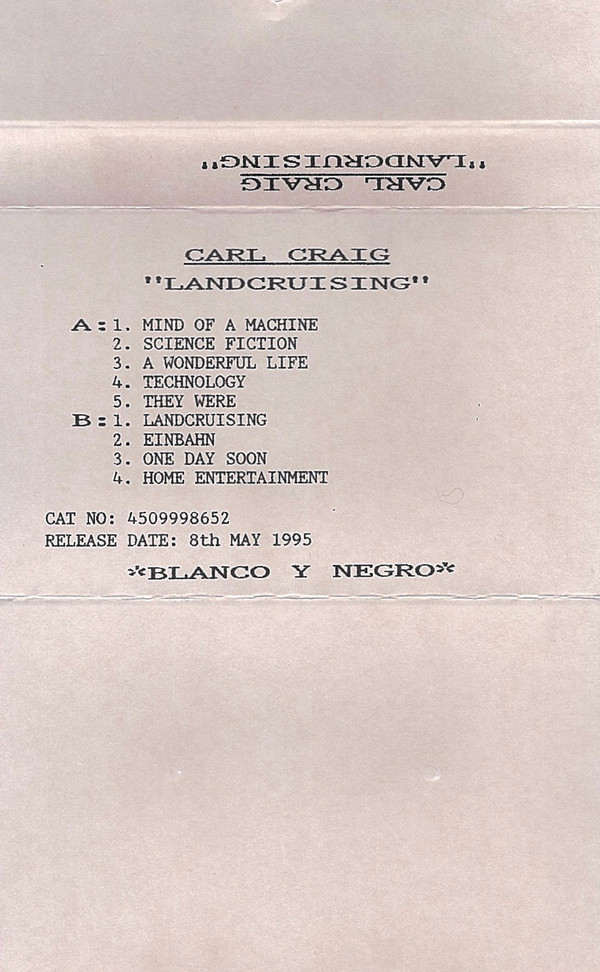 "LANDCRUISING"
CARL CRAIG
CARL CRAIG
"LANDCRUISING"
A: 1. MIND OF A MACHINE
2. SCIENCE FICTION
3. A WONDERFUL LIFE
4. TECHNOLOGY
5. THEY WERE
B: 1. LANDCRUISING
2. EINBAHN
3. ONE DAY SOON
4. HOME ENTERTAINMENT
CAT NO: 4509998652
RELEASE DATE: 8th MAY 1995
*BLANCO Y NEGRO*